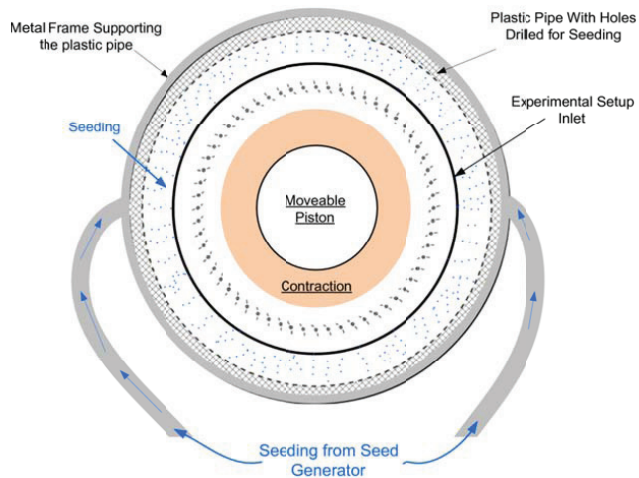 Metal Frame Supporting
the plastic pipe
Plastic Pipe With Holes
Drilled for Seeding
Seeding
Experimental Setup
Inlet
Moveable
Piston
Contraction
Seeding from Seed
Generator